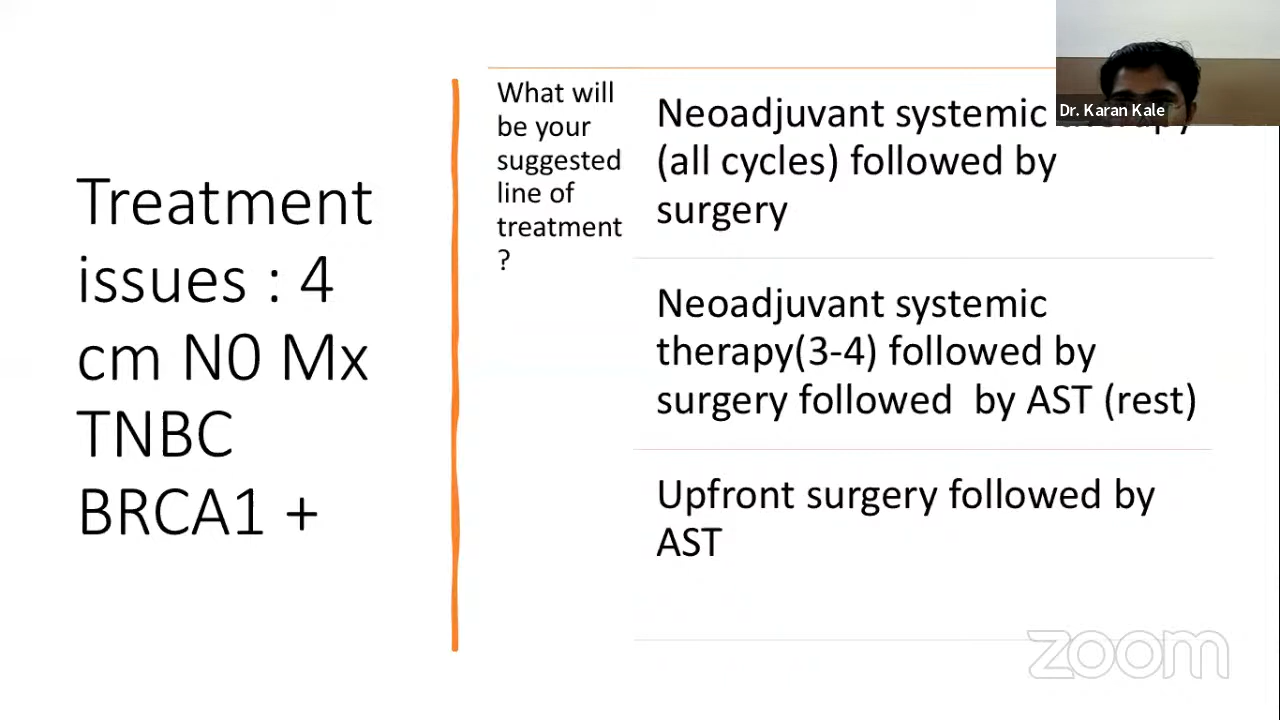 Treatment
issues : 4
cm N0 Mx
TNBC
BRCA1 +
What will
be your
suggested
line of
treatment
?
Neoadjuvant systemic
(all cycles) followed by
surgery
Neoadjuvant systemic
therapy(3-4) followed by
surgery followed by AST (rest)
Upfront surgery followed by
AST
Dr. Karan Kale
zoom